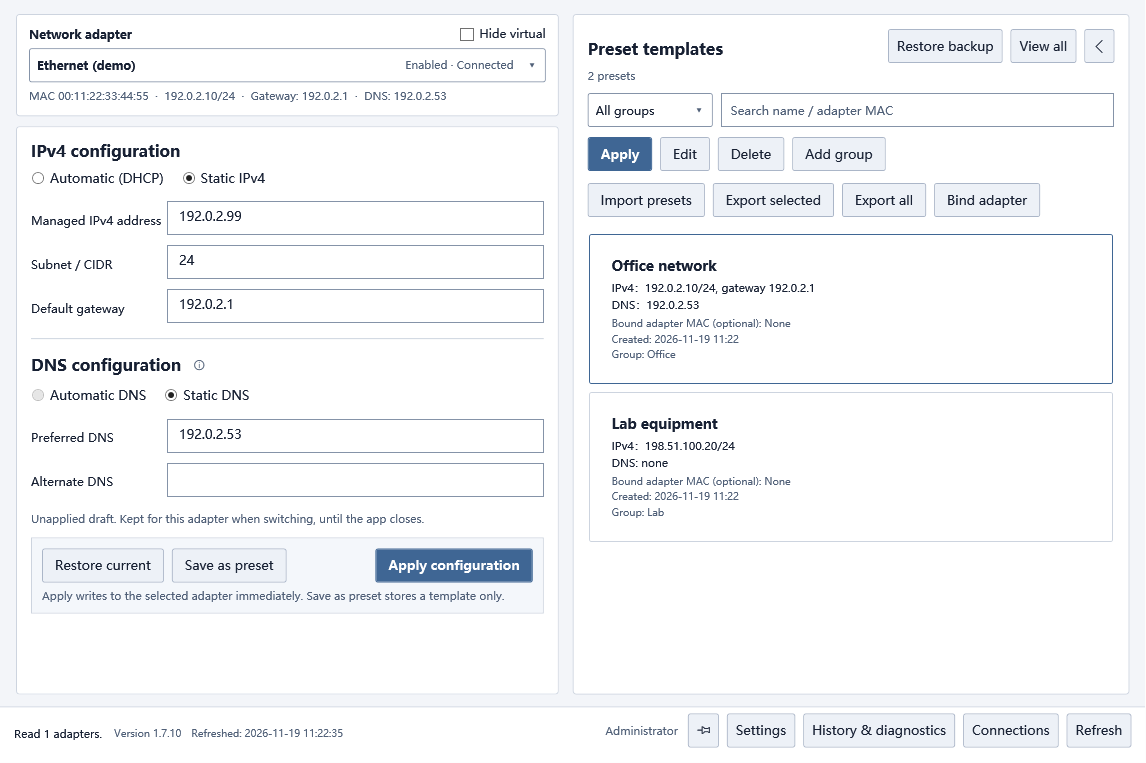 Network adapter
Hide virtual
Ethernet (demo)
Enabled · Connected
MAC 00:11:22:33:44:55 · 192.0.2.10/24 · Gateway: 192.0.2.1 · DNS: 192.0.2.53
IPv4 configuration
Automatic (DHCP)
Static IPv4
Managed IPv4 address
192.0.2.99
Subnet / CIDR
24
Default gateway
192.0.2.1
DNS configuration
Automatic DNS
Static DNS
Preferred DNS
192.0.2.53
Alternate DNS
Unapplied draft. Kept for this adapter when switching, until the app closes.
Restore current
Save as preset
Apply configuration
Apply writes to the selected adapter immediately. Save as preset stores a template only.
Preset templates
Restore backup
View all
2 presets
All groups
Search name / adapter MAC
Apply
Edit
Delete
Add group
Import presets
Export selected
Export all
Bind adapter
Office network
IPv4: 192.0.2.10/24, gateway 192.0.2.1
DNS: 192.0.2.53
Bound adapter MAC (optional): None
Created: 2026-11-19 11:22
Group: Office
Lab equipment
IPv4: 198.51.100.20/24
DNS: none
Bound adapter MAC (optional): None
Created: 2026-11-19 11:22
Group: Lab
Read 1 adapters.
Version 1.7.10
Refreshed: 2026-11-19 11:22:35
Administrator
Settings
History & diagnostics
Connections
Refresh